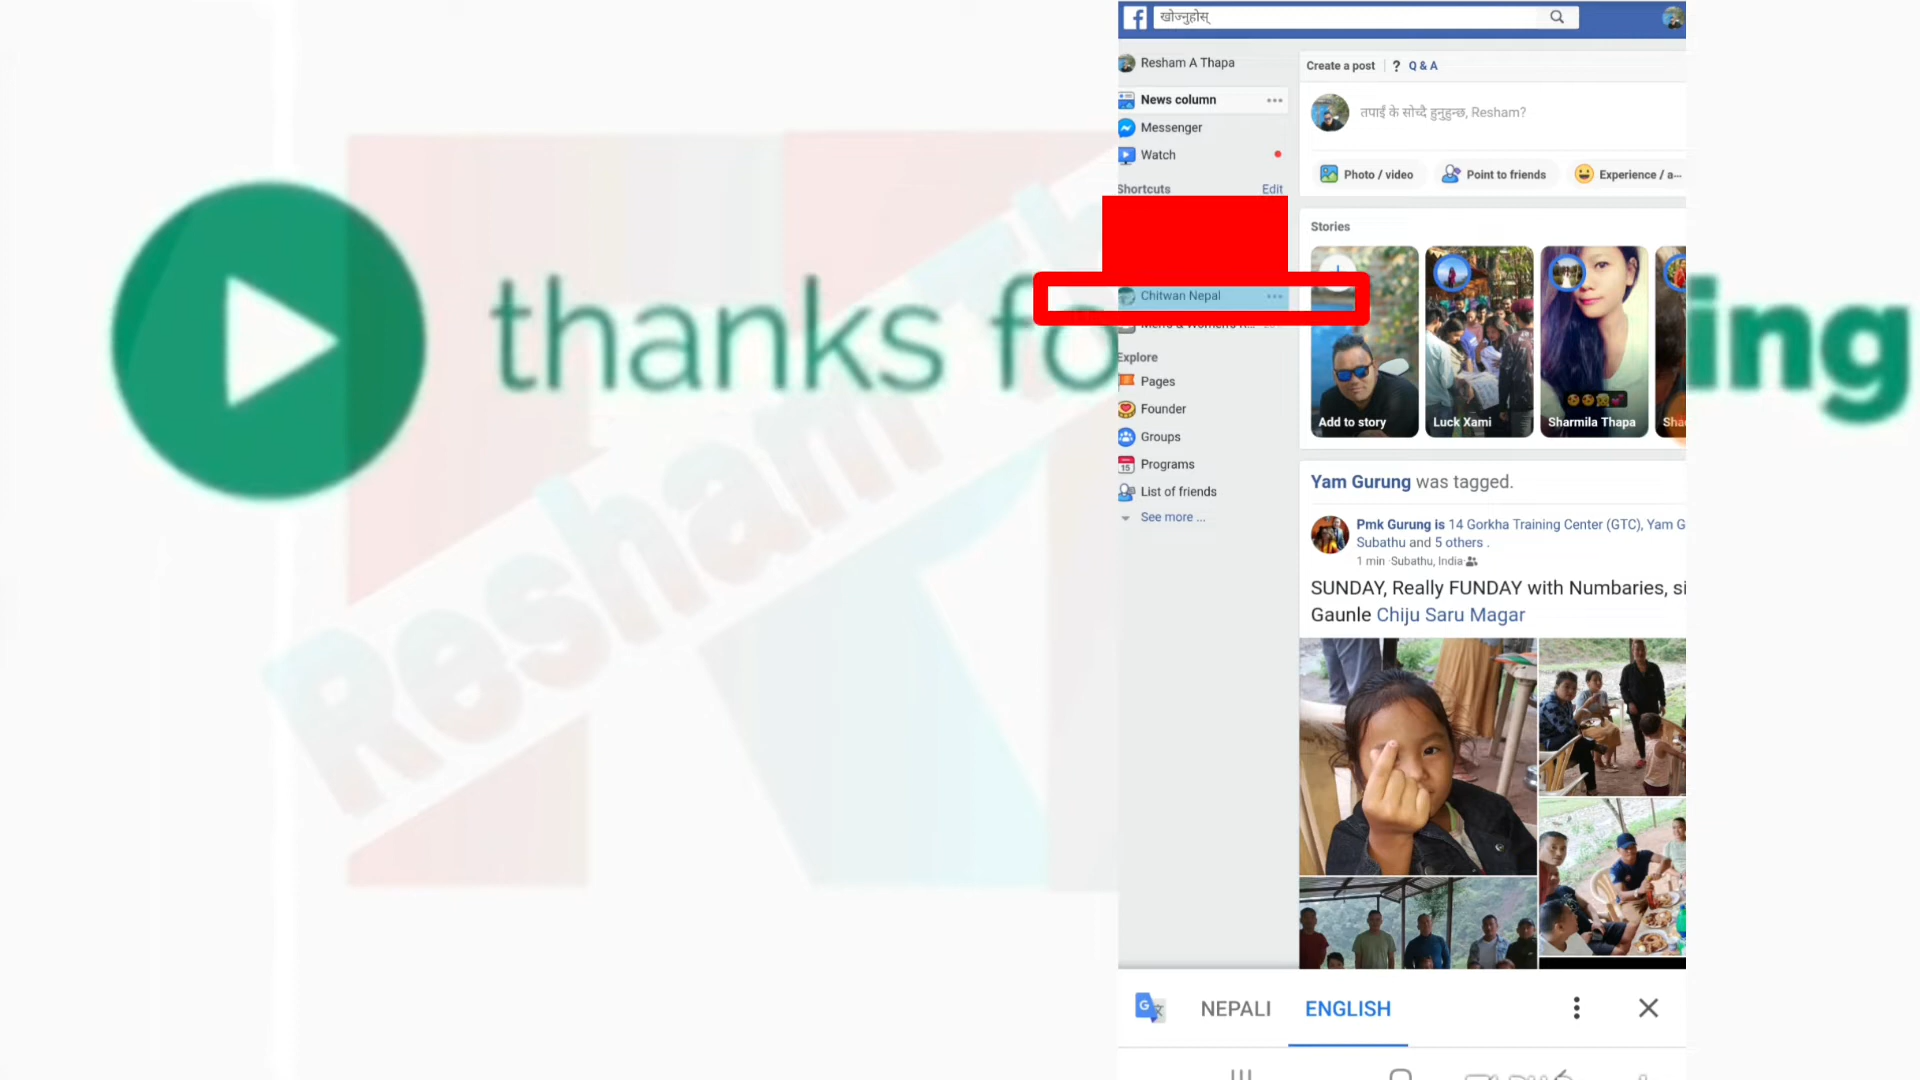 खोज्नुहोस्
Resham A Thapa
News column
Messenger
Watch
Shortcuts Edit
Chitwan Nepal
Explore
Pages
Founder
Groups
Programs
List of friends
See more ...
Create a post ? Q & A
तपाईं के सोच्दै हुनुहुन्छ, Resham?
Photo / video Point to friends Experience / a...
Stories
Add to story Luck Xami Sharmila Thapa
Yam Gurung was tagged.
Pmk Gurung is 14 Gorkha Training Center (GTC), Yam G
Subathu and 5 others .
1 min · Subathu, India
SUNDAY, Really FUNDAY with Numbaries, si
Gaunle Chiju Saru Magar
NEPALI ENGLISH
thanks fo ing
Resham